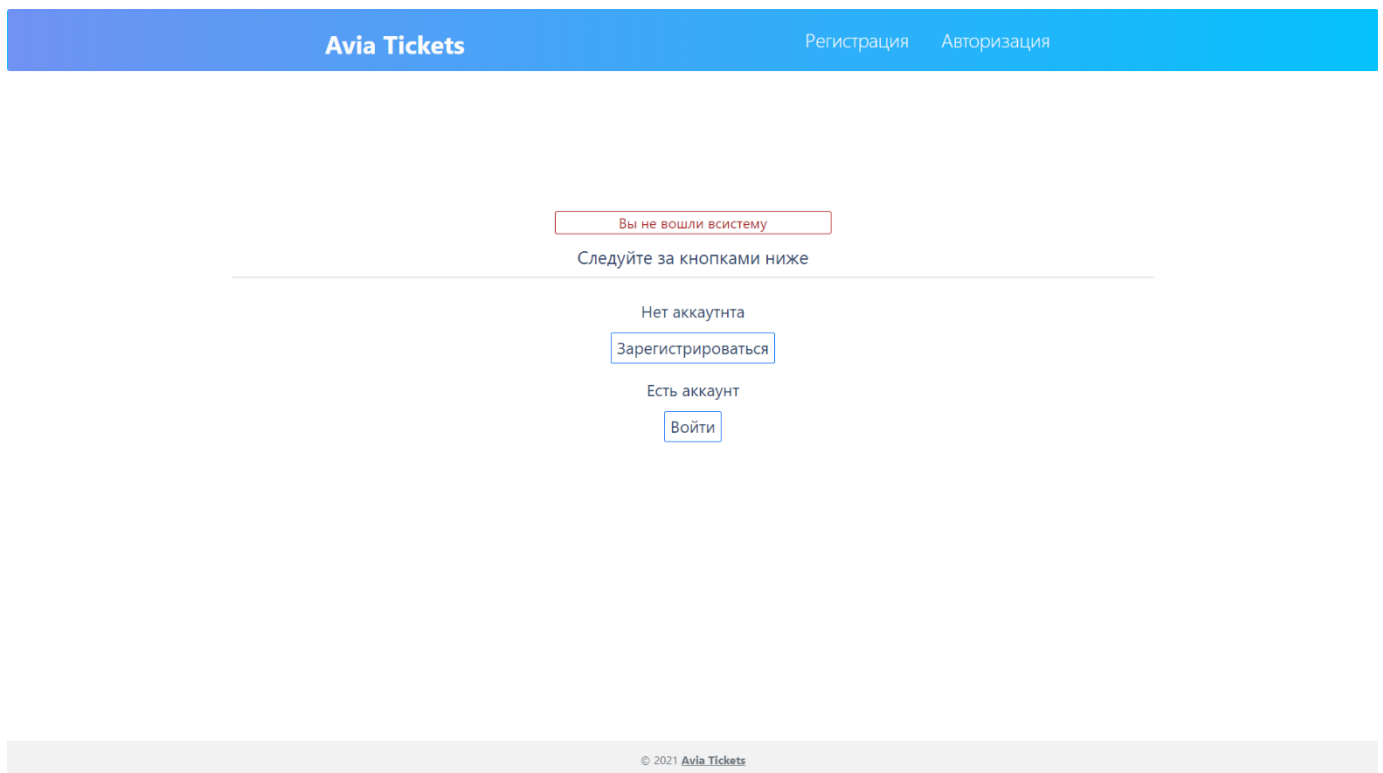 Avia Tickets
Регистрация Авторизация
Вы не вошли всистему
Следуйте за кнопками ниже
Нет аккаутнта
Зарегистрироваться
Есть аккаунт
Войти
© 2021 Avia Tickets